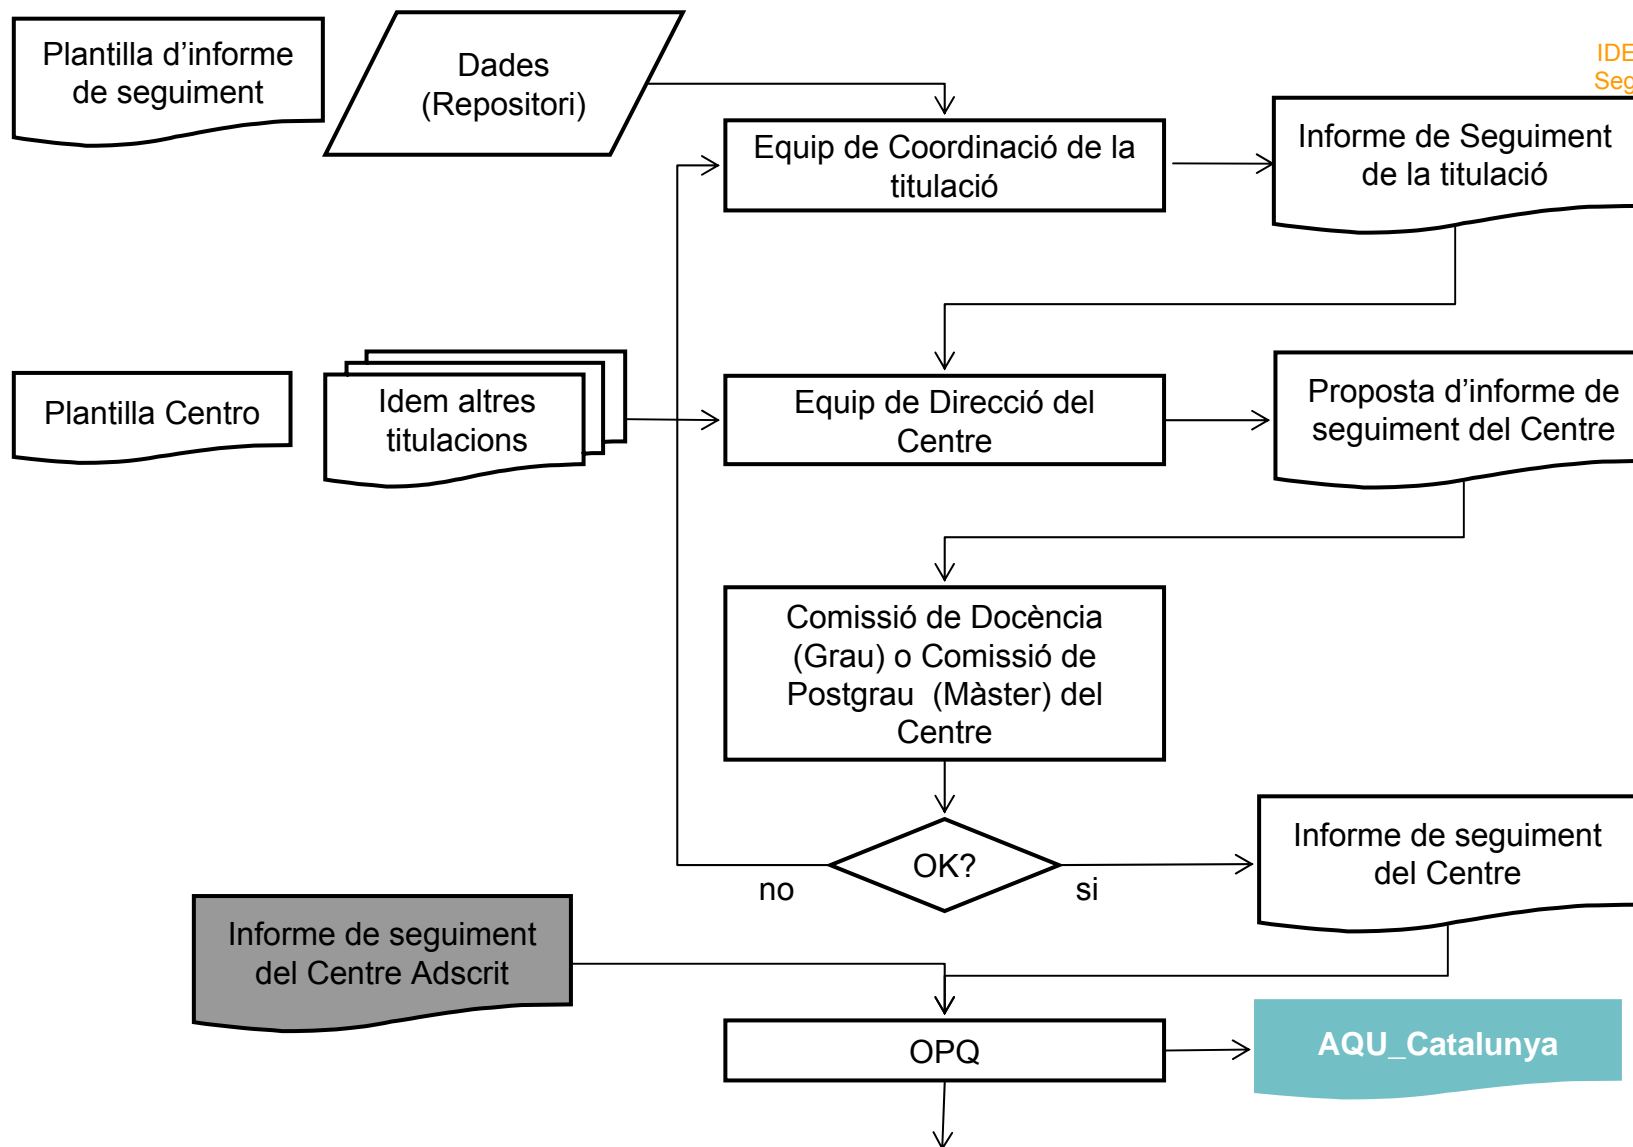 Plantilla d’informe
de seguiment
Dades
(Repositori)
IDE
Seg
Equip de Coordinació de la
titulació
Informe de Seguiment
de la titulació
Plantilla Centro
Idem altres
titulacions
Equip de Direcció del
Centre
Proposta d’informe de
seguiment del Centre
Comissió de Docència
(Grau) o Comissió de
Postgrau (Màster) del
Centre
OK?
no
si
Informe de seguiment
del Centre
Informe de seguiment
del Centre Adscrit
OPQ
AQU_Catalunya